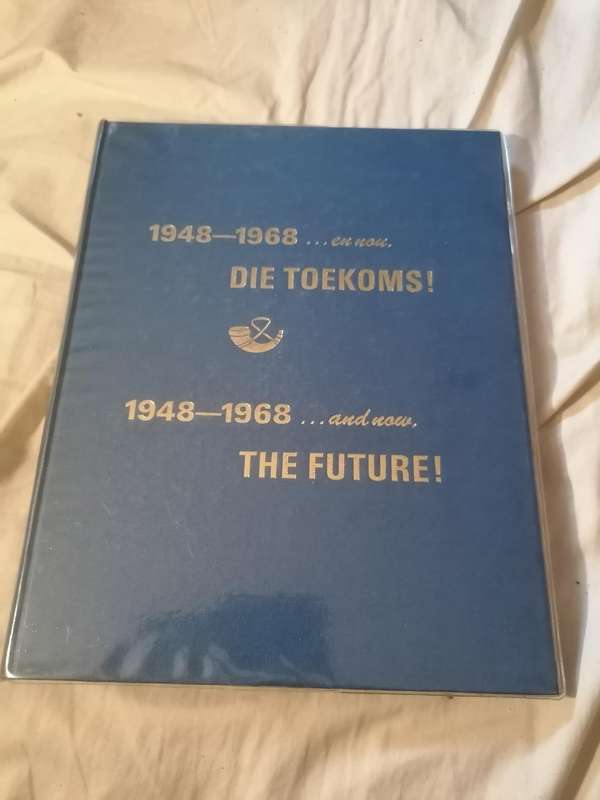 1948—1968 ...en nou,
DIE TOEKOMS!
1948—1968 ...and now,
THE FUTURE!